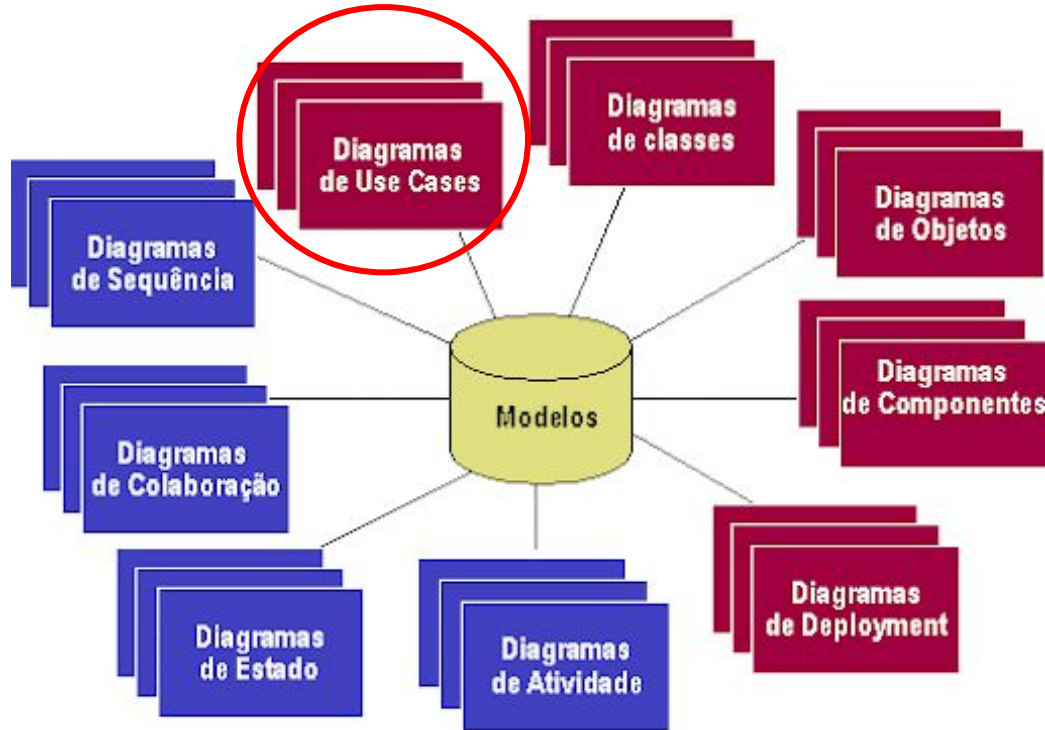 Diagramas
de Use Cases
Diagramas
de classes
Diagramas
de Objetos
Diagramas
de Sequência
Diagramas
de Componentes
Modelos
Diagramas
de Colaboração
Diagramas
de Deployment
Diagramas
de Estado
Diagramas
de Atividade